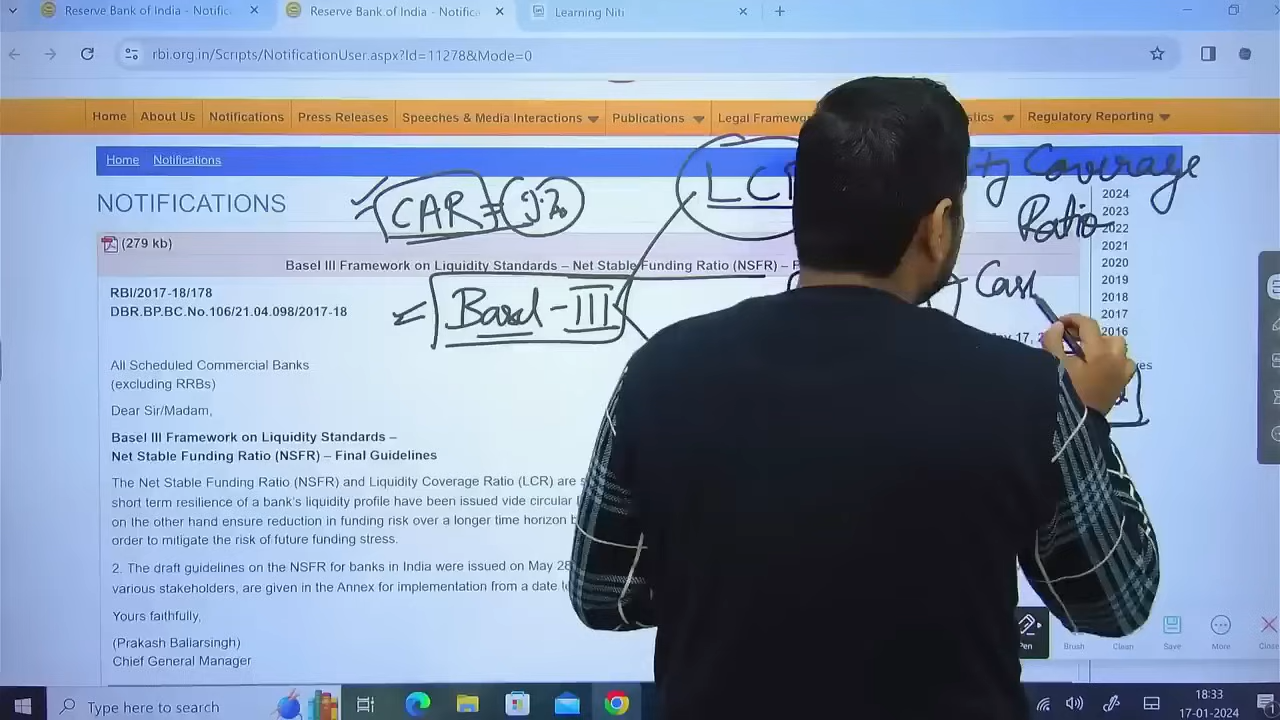 Reserve Bank of India - Notific
Reserve Bank of India - Notifica
Learning Niti
rbi.org.in/Scripts/NotificationUser.aspx?Id=11278&Mode=0
Home About Us Notifications Press Releases Speeches & Media Interactions Publications Legal Framewo Regulatory Reporting
Home Notifications
Coverage
Ratio
NOTIFICATIONS
CAR = 9%
LC
2024
2023
2022
2021
2020
2019
2018
2017
2016
(279 kb)
Basel III Framework on Liquidity Standards – Net Stable Funding Ratio (NSFR) – F
RBI/2017-18/178
DBR.BP.BC.No.106/21.04.098/2017-18
Basel - III
Cash
All Scheduled Commercial Banks
(excluding RRBs)
Dear Sir/Madam,
Basel III Framework on Liquidity Standards –
Net Stable Funding Ratio (NSFR) – Final Guidelines
The Net Stable Funding Ratio (NSFR) and Liquidity Coverage Ratio (LCR) are
short term resilience of a bank's liquidity profile have been issued vide circular
on the other hand ensure reduction in funding risk over a longer time horizon
order to mitigate the risk of future funding stress.
2. The draft guidelines on the NSFR for banks in India were issued on May 28
various stakeholders, are given in the Annex for implementation from a date
Yours faithfully,
(Prakash Baliarsingh)
Chief General Manager
Pen Brush Clean Save More Close
Type here to search
18:33
17-01-2024